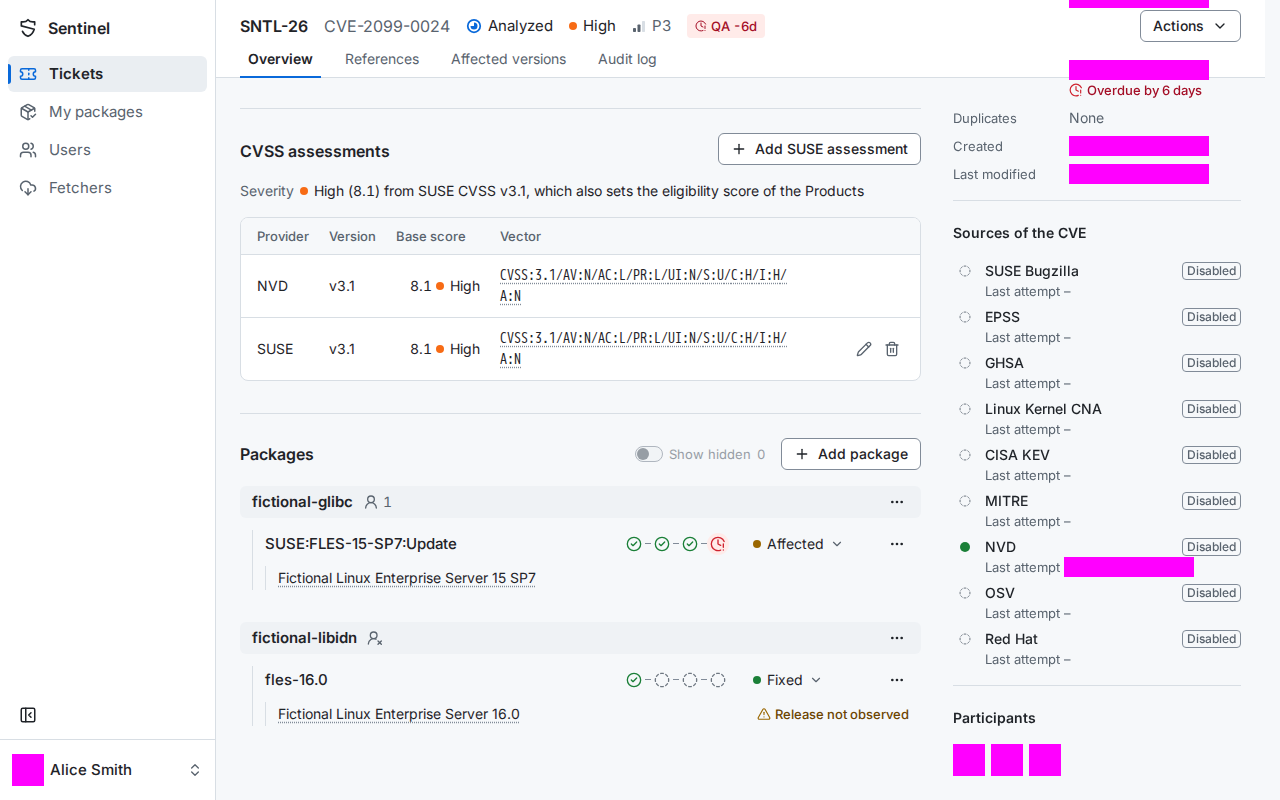 Sentinel
Tickets
My packages
Users
Fetchers
Alice Smith
SNTL-26 CVE-2099-0024 Analyzed High P3 QA -6d
Actions
Overview References Affected versions Audit log
CVSS assessments
Add SUSE assessment
Severity High (8.1) from SUSE CVSS v3.1, which also sets the eligibility score of the Products
Provider Version Base score Vector
NVD v3.1 8.1 High CVSS:3.1/AV:N/AC:L/PR:L/UI:N/S:U/C:H/I:H/
A:N
SUSE v3.1 8.1 High CVSS:3.1/AV:N/AC:L/PR:L/UI:N/S:U/C:H/I:H/
A:N
Packages
Show hidden 0
Add package
fictional-glibc 1
SUSE:FLES-15-SP7:Update Affected
Fictional Linux Enterprise Server 15 SP7
fictional-libidn
fles-16.0 Fixed
Fictional Linux Enterprise Server 16.0 Release not observed
Overdue by 6 days
Duplicates None
Created
Last modified
Sources of the CVE
SUSE Bugzilla Disabled
Last attempt –
EPSS Disabled
Last attempt –
GHSA Disabled
Last attempt –
Linux Kernel CNA Disabled
Last attempt –
CISA KEV Disabled
Last attempt –
MITRE Disabled
Last attempt –
NVD Disabled
Last attempt
OSV Disabled
Last attempt –
Red Hat Disabled
Last attempt –
Participants